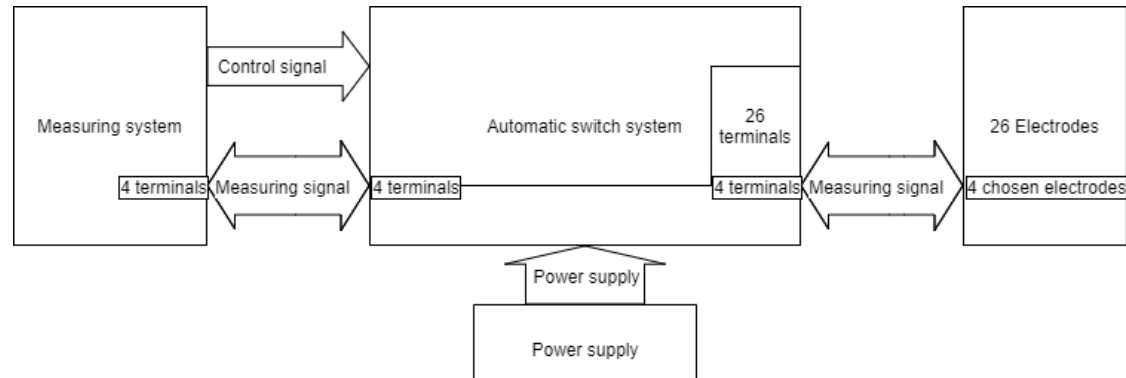 Control signal
Measuring system
Automatic switch system
26
terminals
26 Electrodes
4 terminals
Measuring signal
4 terminals
4 terminals
Measuring signal
4 chosen electrodes
Power supply
Power supply